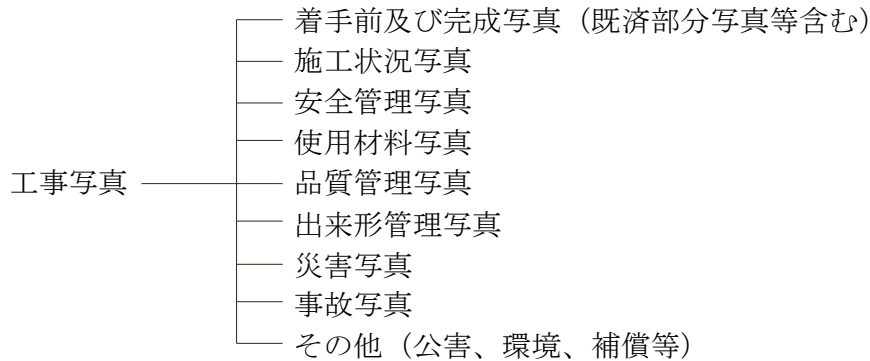 着手前及び完成写真（既済部分写真等含む）
施工状況写真
安全管理写真
使用材料写真
工事写真
品質管理写真
出来形管理写真
災害写真
事故写真
その他（公害、環境、補償等）